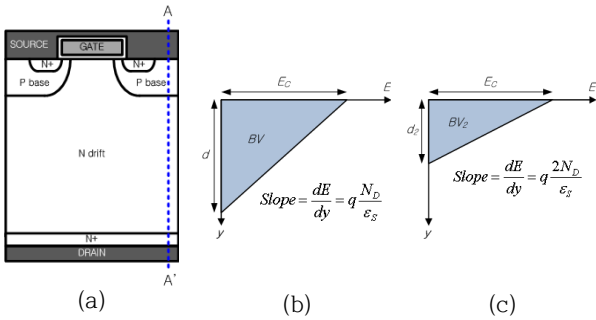 A
SOURCE
GATE
N+
N+
P base
P base
N drift
N+
DRAIN
A'
(a)
E_C
E
d
BV
Slope = dE/dy = q N_D/ε_S
y
(b)
E_C
E
d_2
BV_2
Slope = dE/dy = q 2N_D/ε_S
y
(c)